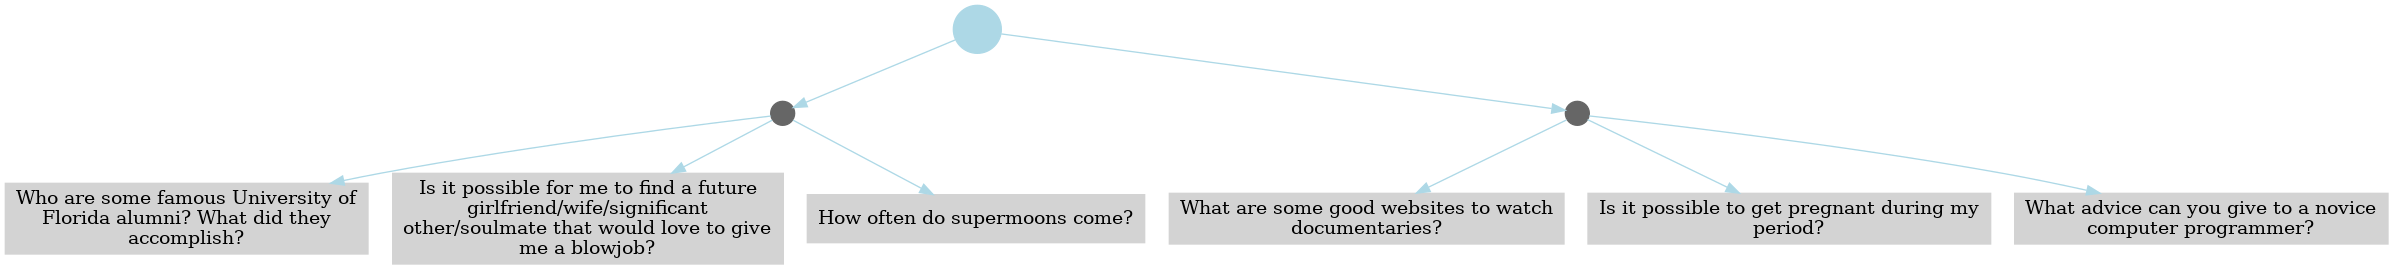 Who are some famous University of
Florida alumni? What did they
accomplish?
Is it possible for me to find a future
girlfriend/wife/significant
other/soulmate that would love to give
me a blowjob?
How often do supermoons come?
What are some good websites to watch
documentaries?
Is it possible to get pregnant during my
period?
What advice can you give to a novice
computer programmer?